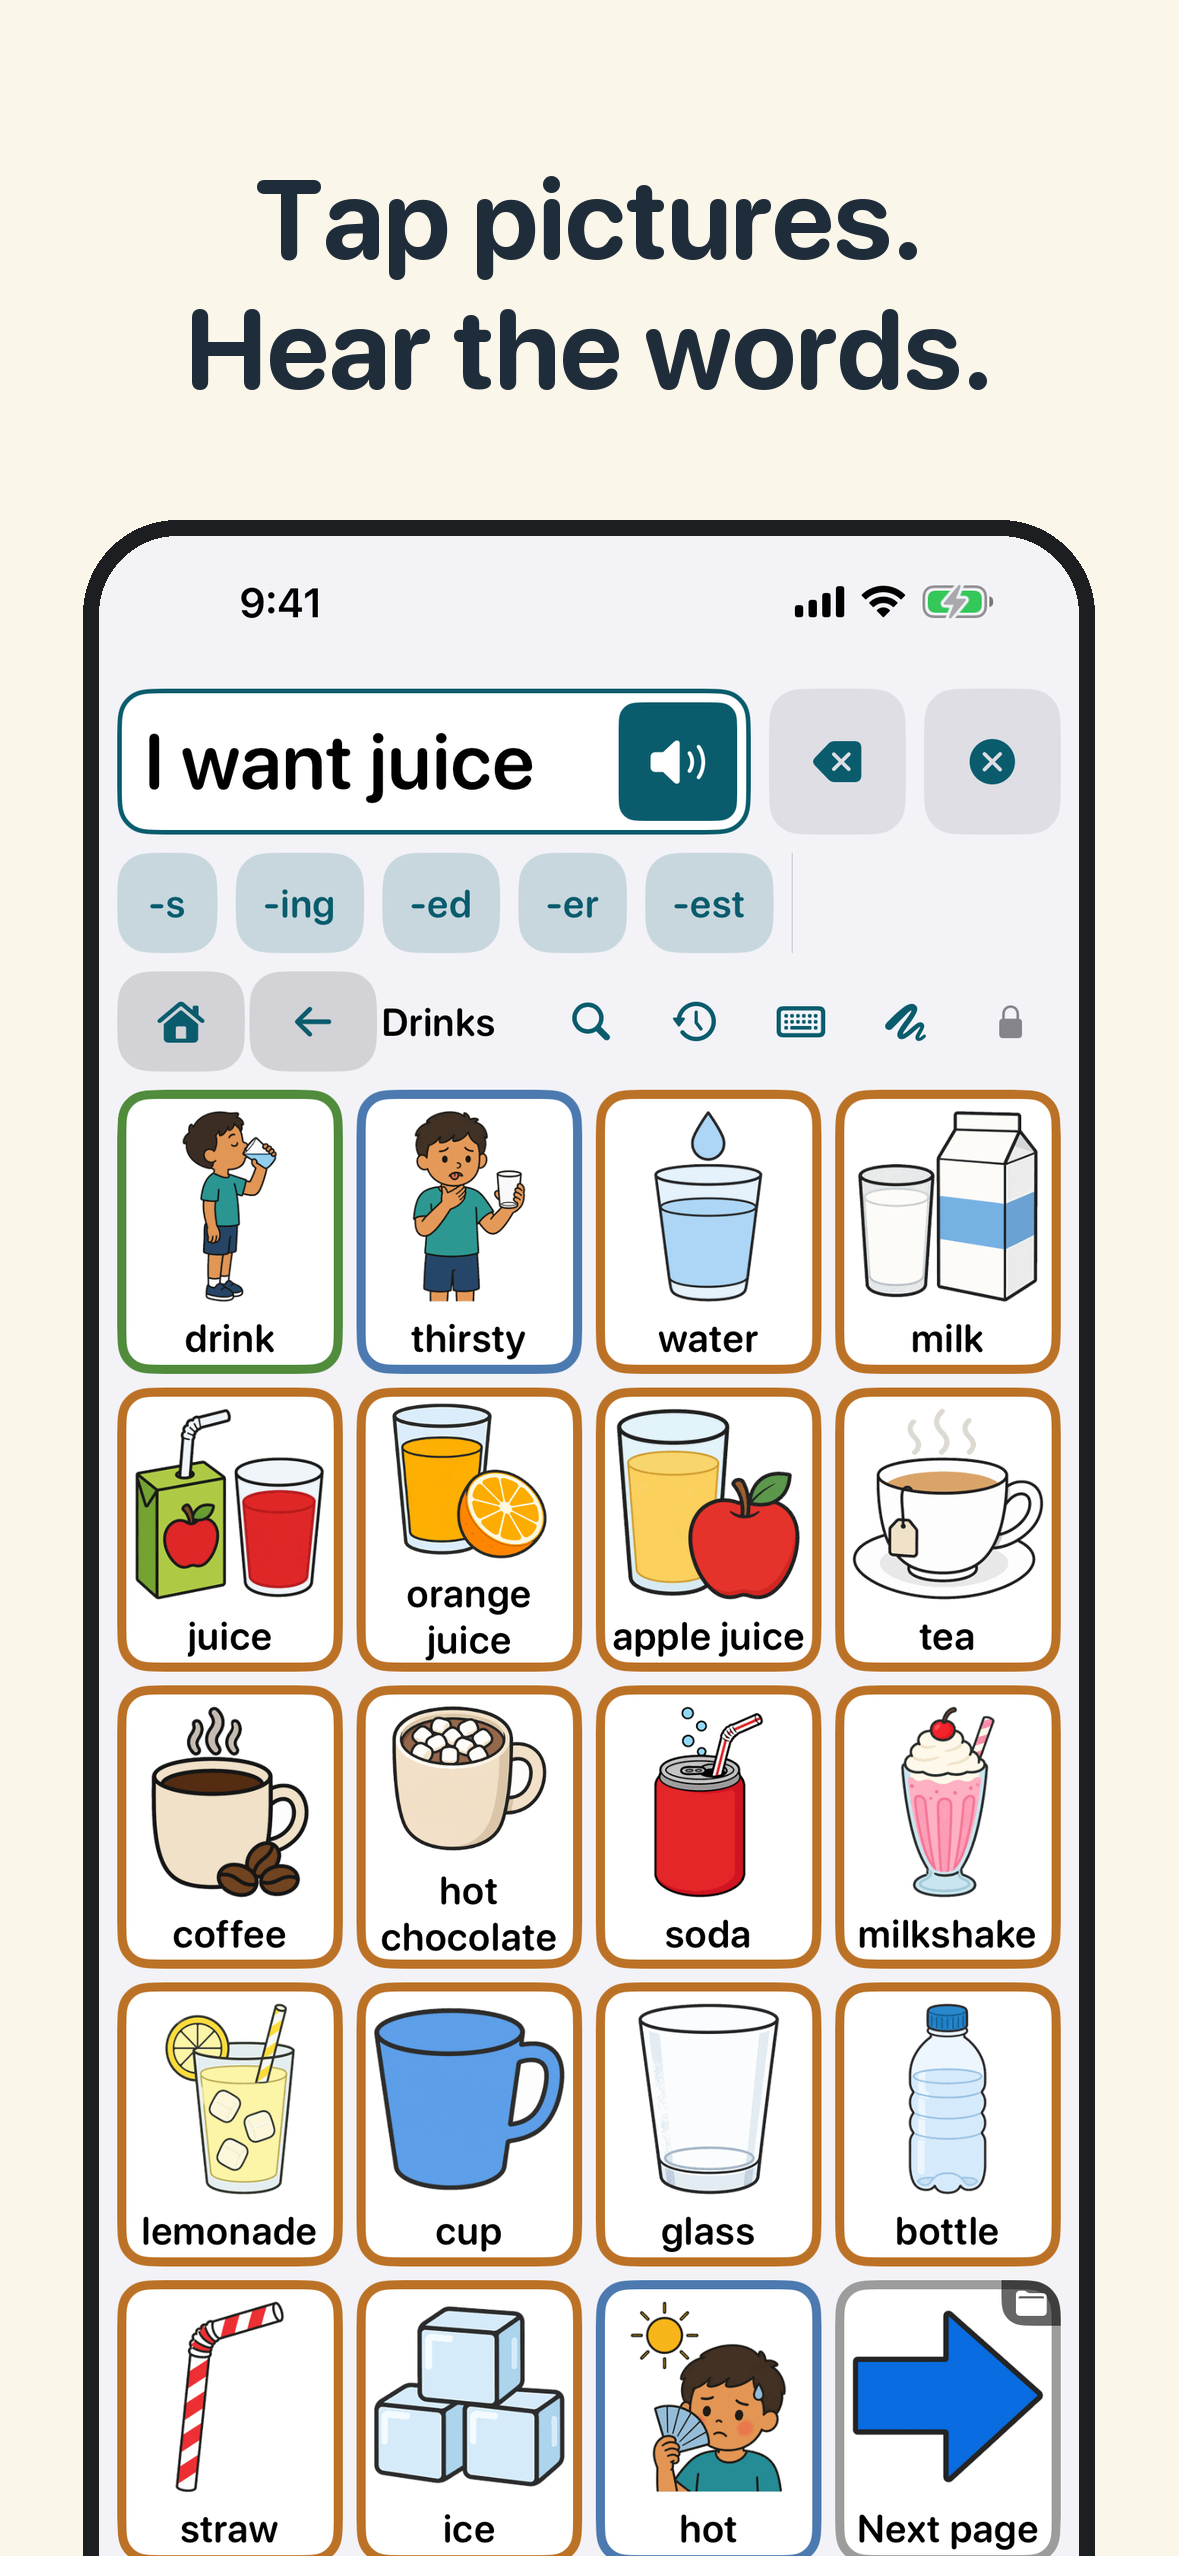 Tap pictures.
Hear the words.
9:41
I want juice
-s -ing -ed -er -est
Drinks
drink thirsty water milk
juice orange juice apple juice tea
coffee hot chocolate soda milkshake
lemonade cup glass bottle
straw ice hot Next page